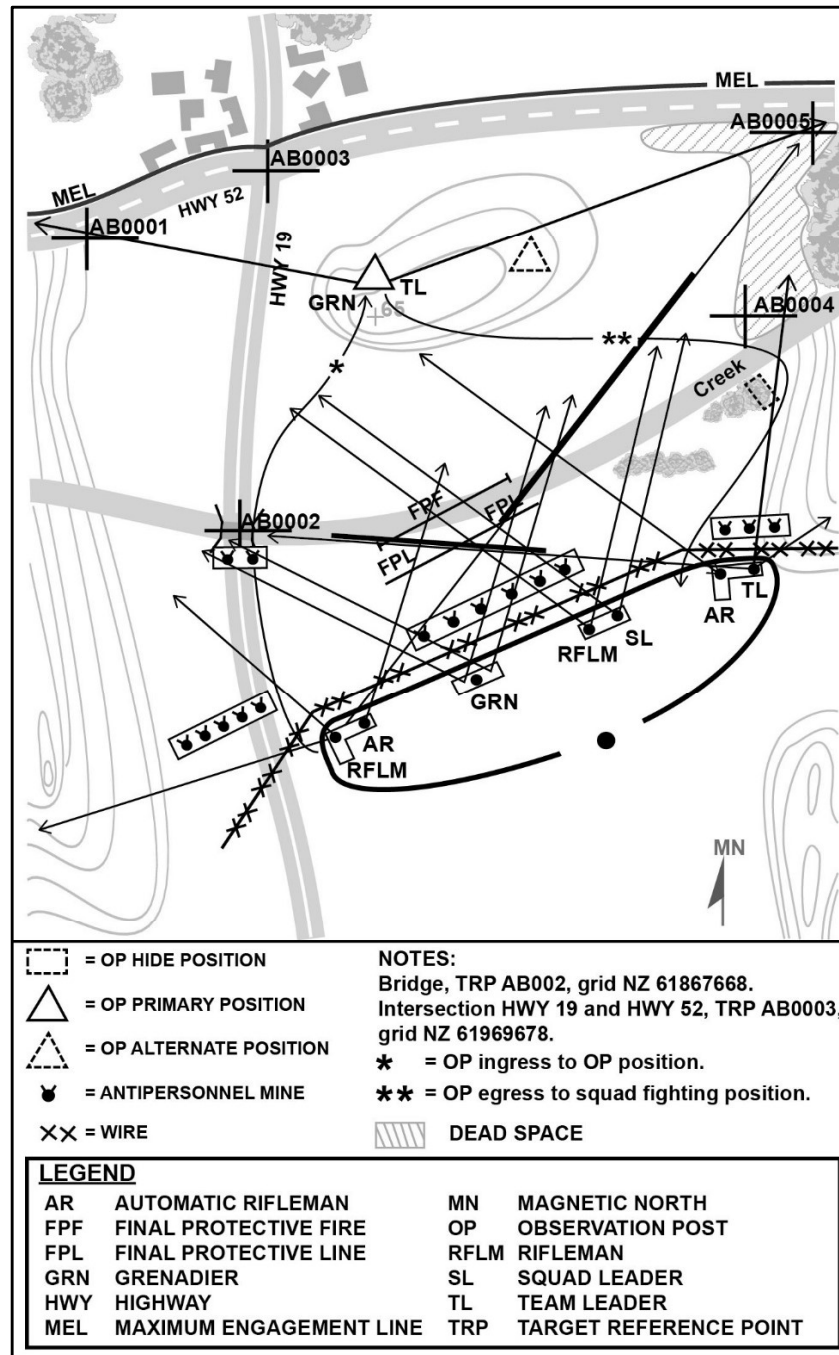 MEL
AB0005
AB0003
MEL
HWY 52
AB0001
HWY 19
TL
GRN
65
**
AB0004
*
Creek
FPF
FPL
AB0002
FPL
TL
AR
SL
RFLM
GRN
AR
RFLM
MN
= OP HIDE POSITION
= OP PRIMARY POSITION
= OP ALTERNATE POSITION
= ANTIPERSONNEL MINE
= WIRE
NOTES:
Bridge, TRP AB002, grid NZ 61867668.
Intersection HWY 19 and HWY 52, TRP AB0003,
grid NZ 61969678.
* = OP ingress to OP position.
** = OP egress to squad fighting position.
DEAD SPACE
LEGEND
AR AUTOMATIC RIFLEMAN
FPF FINAL PROTECTIVE FIRE
FPL FINAL PROTECTIVE LINE
GRN GRENADIER
HWY HIGHWAY
MEL MAXIMUM ENGAGEMENT LINE
MN MAGNETIC NORTH
OP OBSERVATION POST
RFLM RIFLEMAN
SL SQUAD LEADER
TL TEAM LEADER
TRP TARGET REFERENCE POINT